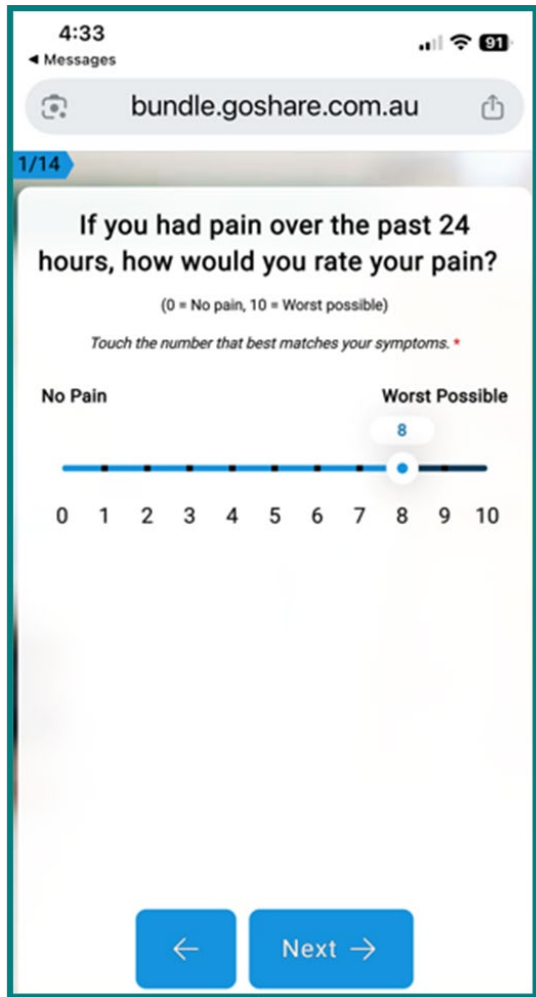 4:33
91
◀ Messages
bundle.goshare.com.au
1/14
If you had pain over the past 24
hours, how would you rate your pain?
(0 = No pain, 10 = Worst possible)
Touch the number that best matches your symptoms. *
No Pain Worst Possible
8
0 1 2 3 4 5 6 7 8 9 10
← Next →